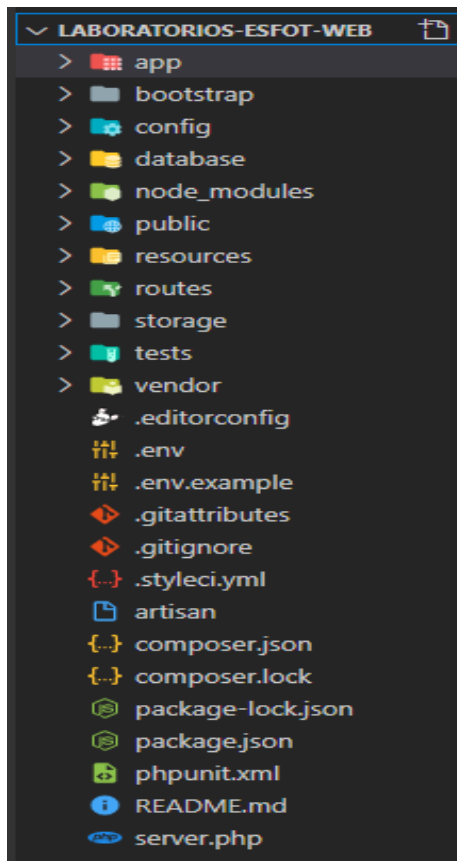 LABORATORIOS-ESFOT-WEB
app
bootstrap
config
database
node_modules
public
resources
routes
storage
tests
vendor
.editorconfig
.env
.env.example
.gitattributes
.gitignore
.styleci.yml
artisan
composer.json
composer.lock
package-lock.json
package.json
phpunit.xml
README.md
server.php